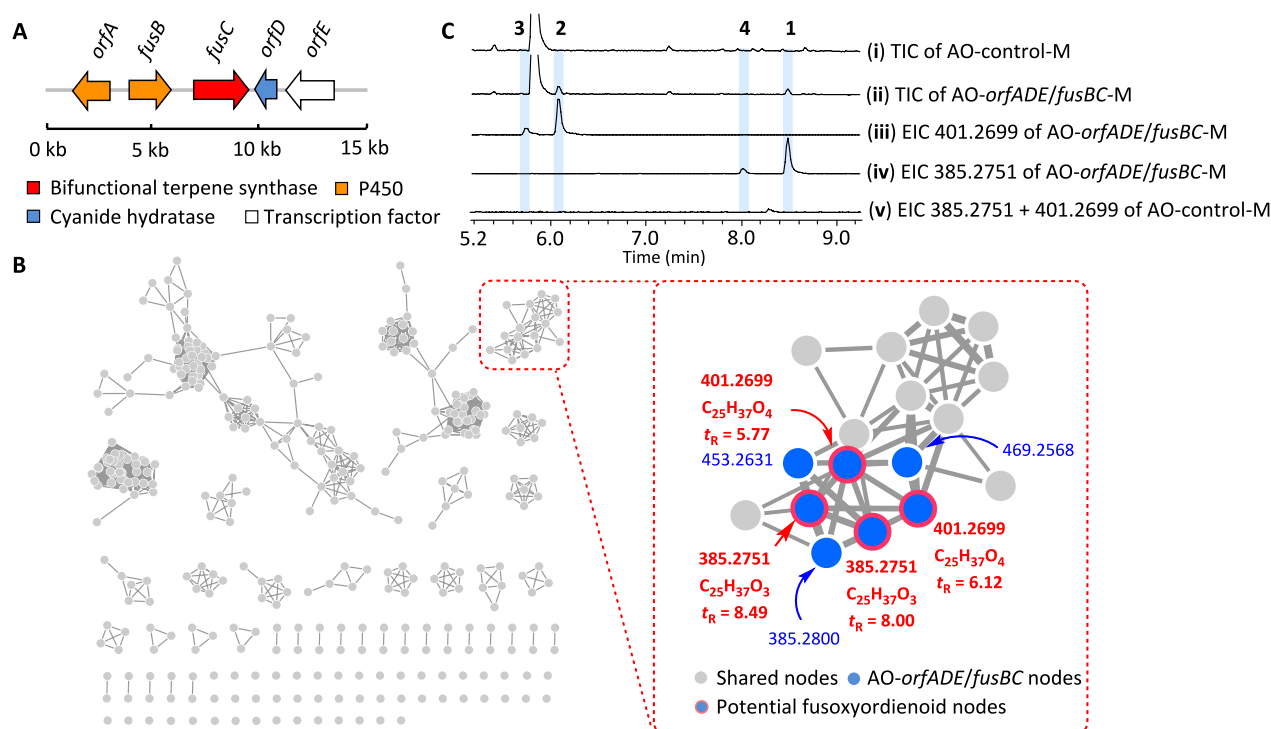 A
orfA
fusB
fusC
orfD
orfE
0 kb
5 kb
10 kb
15 kb
Bifunctional terpene synthase
P450
Cyanide hydratase
Transcription factor
C
3
2
4
1
(i) TIC of AO-control-M
(ii) TIC of AO-orfADE/fusBC-M
(iii) EIC 401.2699 of AO-orfADE/fusBC-M
(iv) EIC 385.2751 of AO-orfADE/fusBC-M
(v) EIC 385.2751 + 401.2699 of AO-control-M
5.2
6.0
7.0
8.0
9.0
Time (min)
B
401.2699
C25H37O4
tR = 5.77
453.2631
469.2568
385.2751
C25H37O3
tR = 8.49
385.2751
C25H37O3
tR = 8.00
401.2699
C25H37O4
tR = 6.12
385.2800
Shared nodes
AO-orfADE/fusBC nodes
Potential fusoxyordienoid nodes